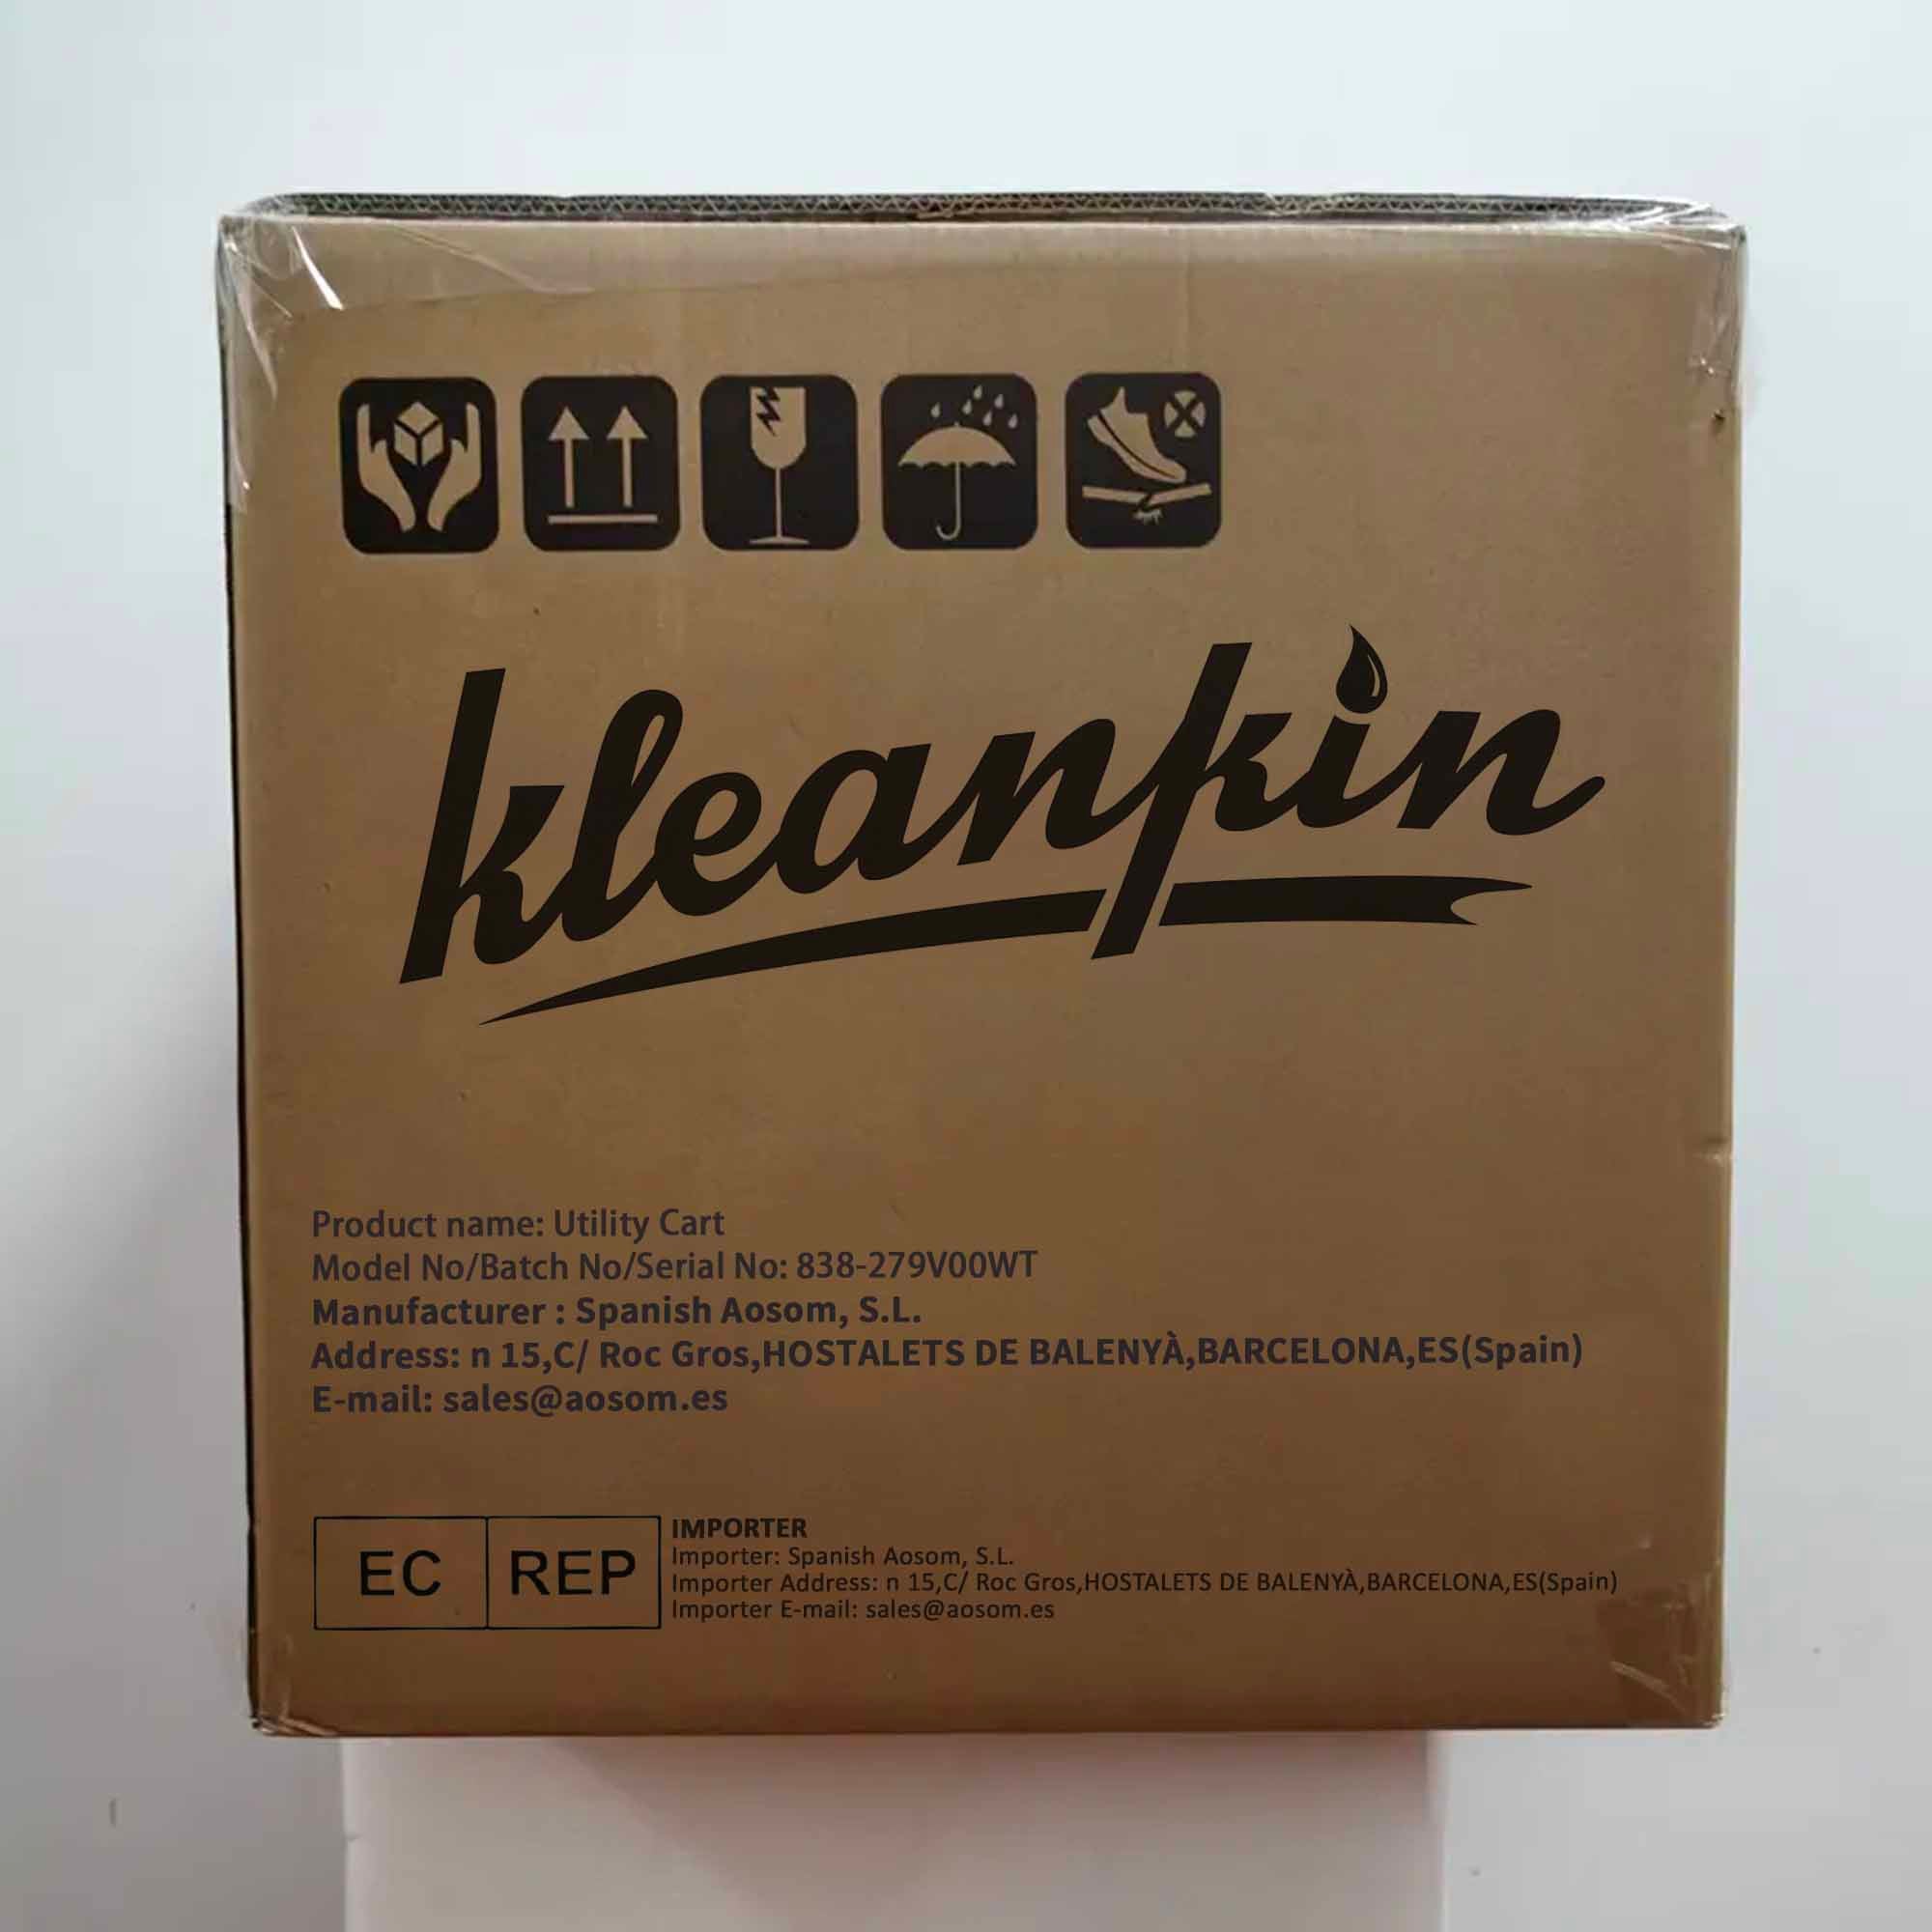 kleankin
Product name: Utility Cart
Model No/Batch No/Serial No: 838-279V00WT
Manufacturer : Spanish Aosom, S.L.
Address: n 15,C/ Roc Gros,HOSTALETS DE BALENYÀ,BARCELONA,ES(Spain)
E-mail: sales@aosom.es
EC REP
IMPORTER
Importer: Spanish Aosom, S.L.
Importer Address: n 15,C/ Roc Gros,HOSTALETS DE BALENYÀ,BARCELONA,ES(Spain)
Importer E-mail: sales@aosom.es